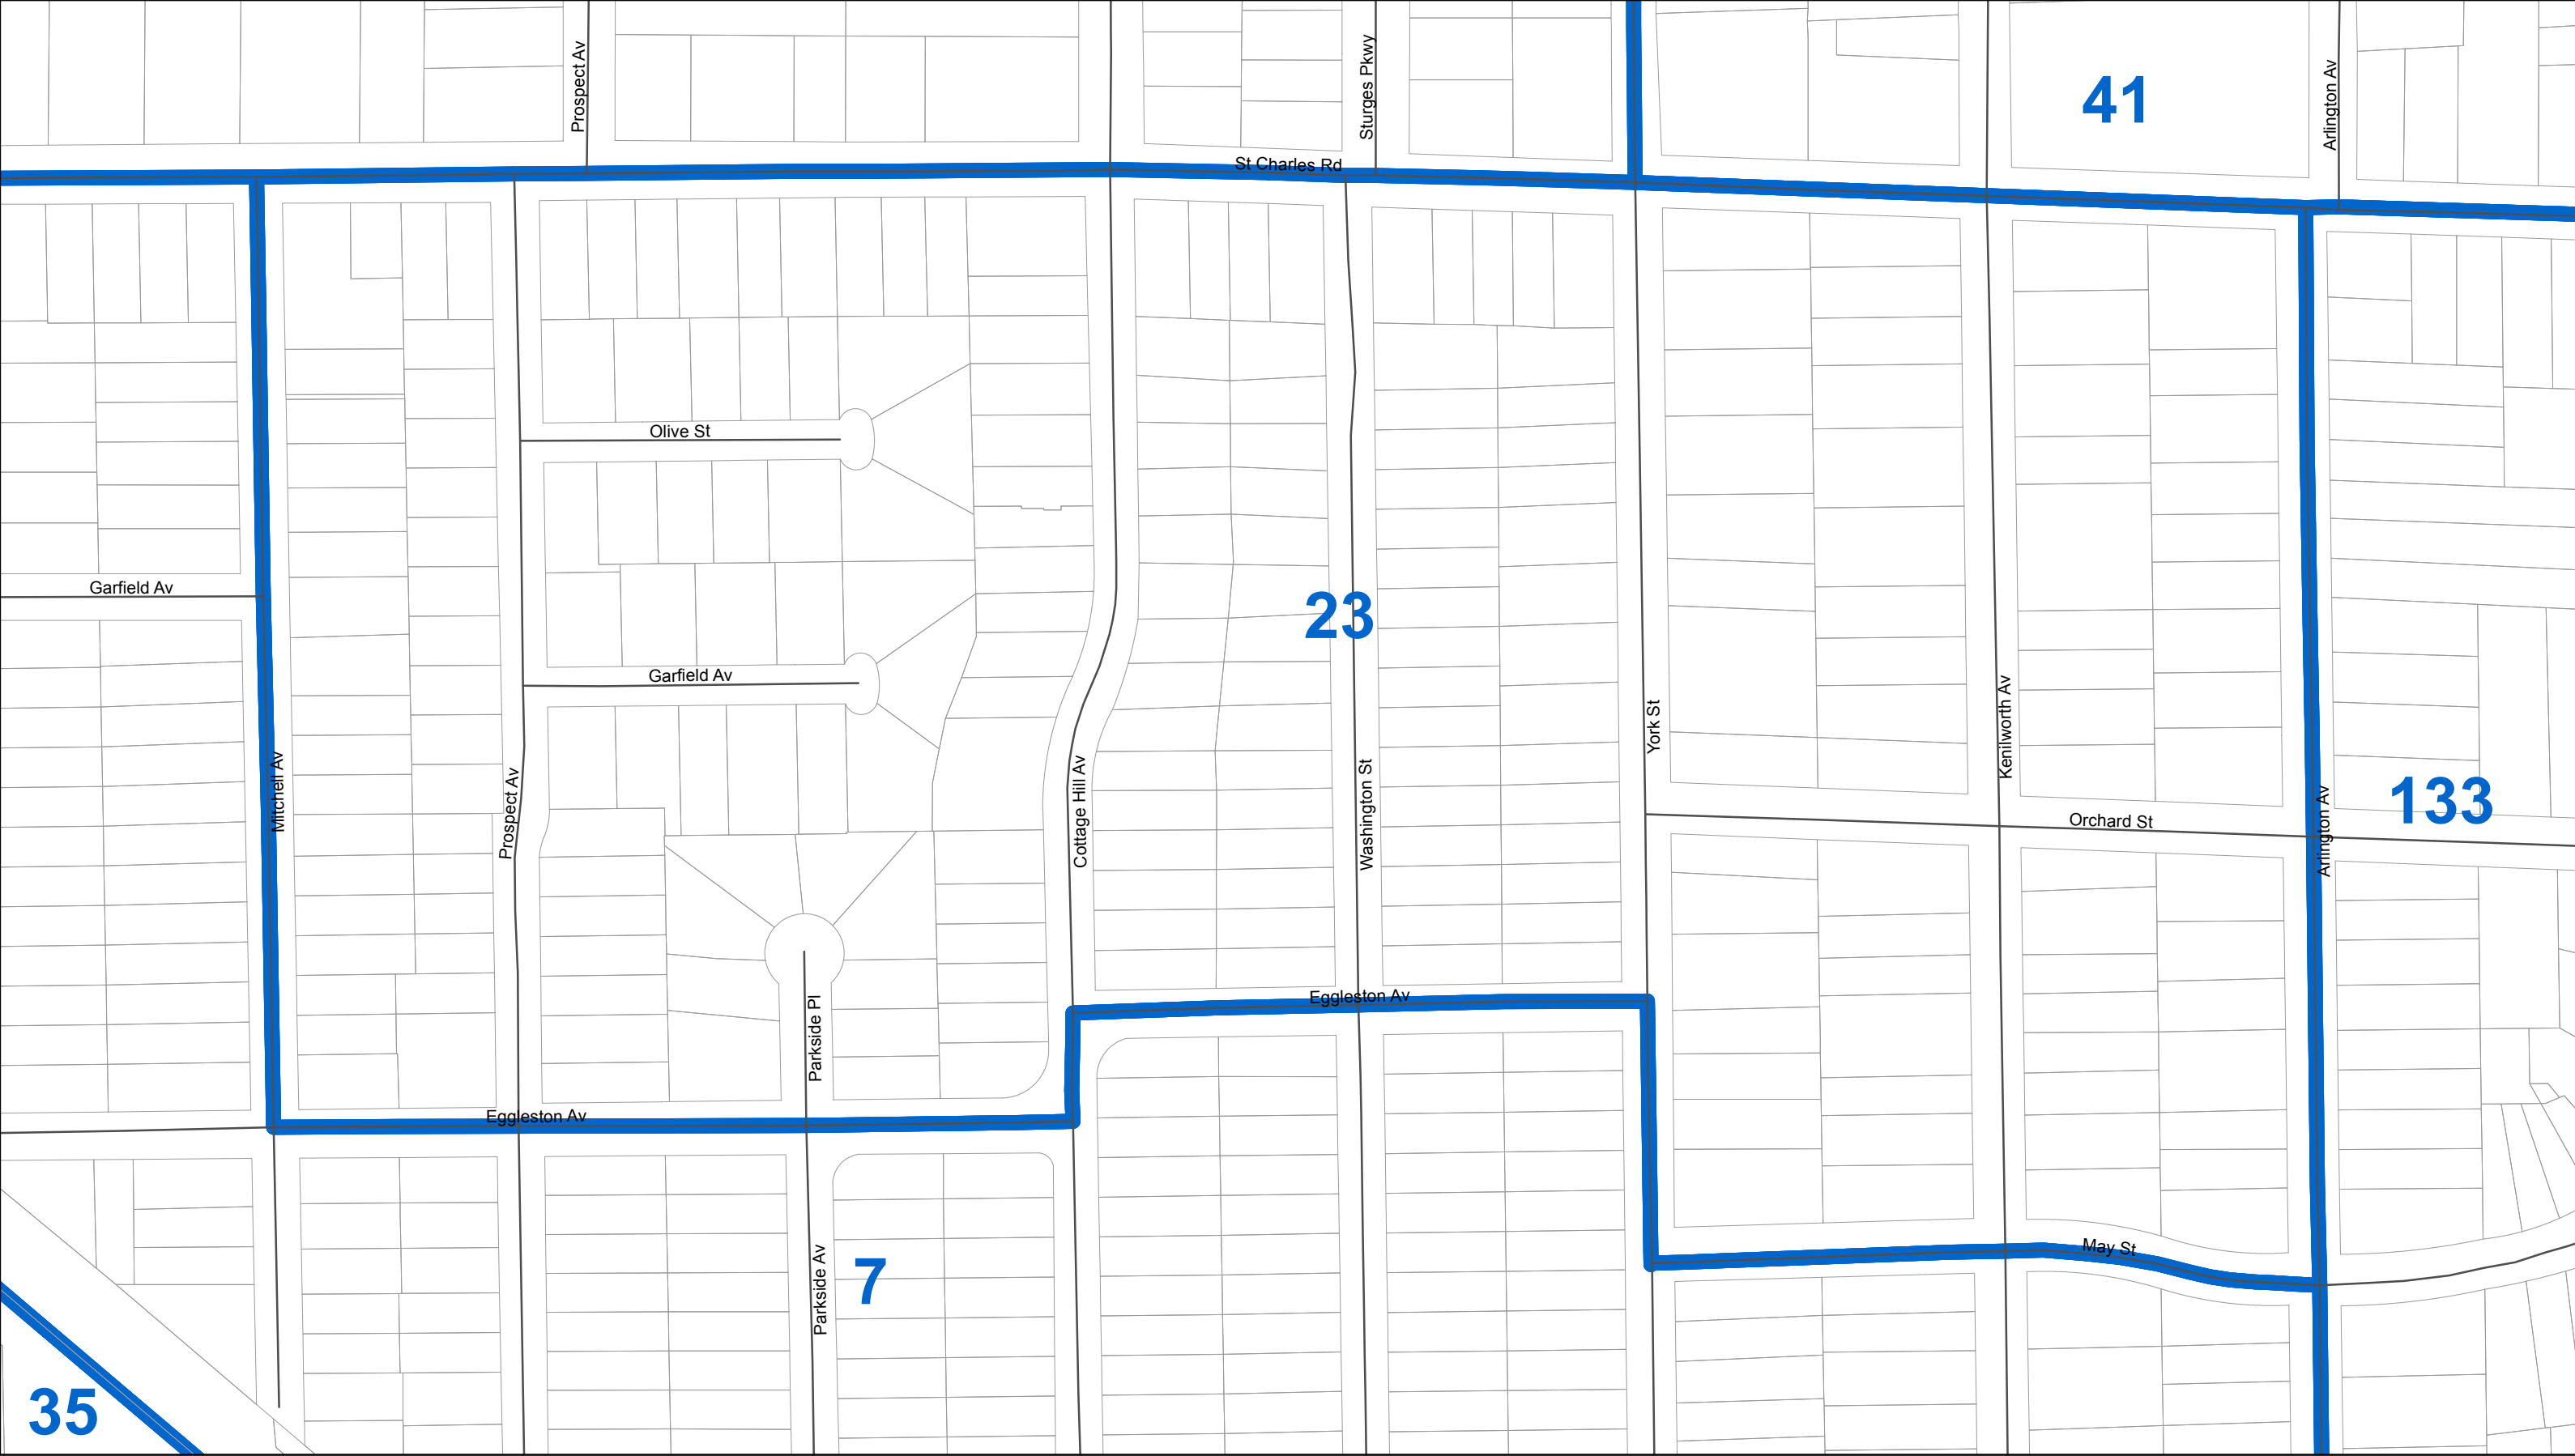 Prospect Av
Sturges Pkwy
41
Arlington Av
St Charles Rd
Olive St
Garfield Av
23
Garfield Av
Mitchell Av
Prospect Av
Cottage Hill Av
Washington St
York St
Kenilworth Av
133
Orchard St
Arlington Av
Eggleston Av
Parkside Pl
Eggleston Av
May St
7
Parkside Av
35